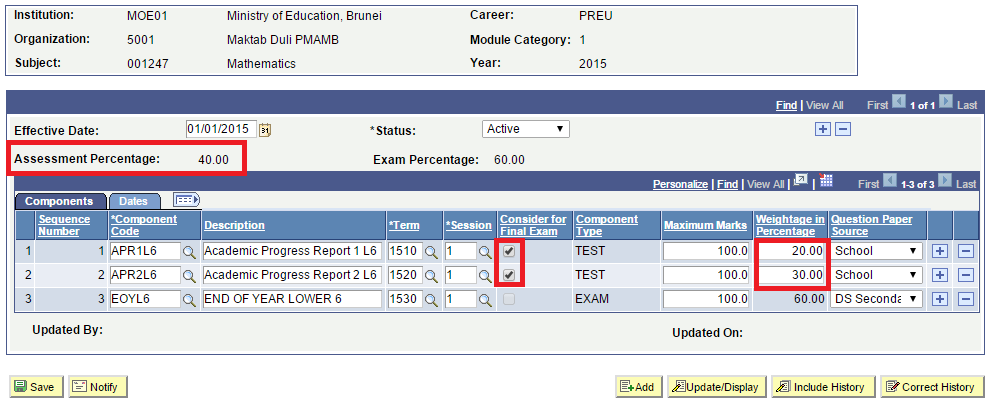 Institution: MOE01 Ministry of Education, Brunei Career: PREU
Organization: 5001 Maktab Duli PMAMB Module Category: 1
Subject: 001247 Mathematics Year: 2015
Find | View All First 1 of 1 Last
Effective Date: 01/01/2015 31 *Status: Active
Assessment Percentage: 40.00 Exam Percentage: 60.00
Personalize | Find | View All | | First 1-3 of 3 Last
Components Dates
Sequence Number *Component Code Description *Term *Session Consider for Final Exam Component Type Maximum Marks Weightage in Percentage Question Paper Source
1 1 APR1L6 Academic Progress Report 1 L6 1510 1 TEST 100.0 20.00 School
2 2 APR2L6 Academic Progress Report 2 L6 1520 1 TEST 100.0 30.00 School
3 3 EOYL6 END OF YEAR LOWER 6 1530 1 EXAM 100.0 60.00 DS Seconda
Updated By: Updated On:
Save Notify Add Update/Display Include History Correct History